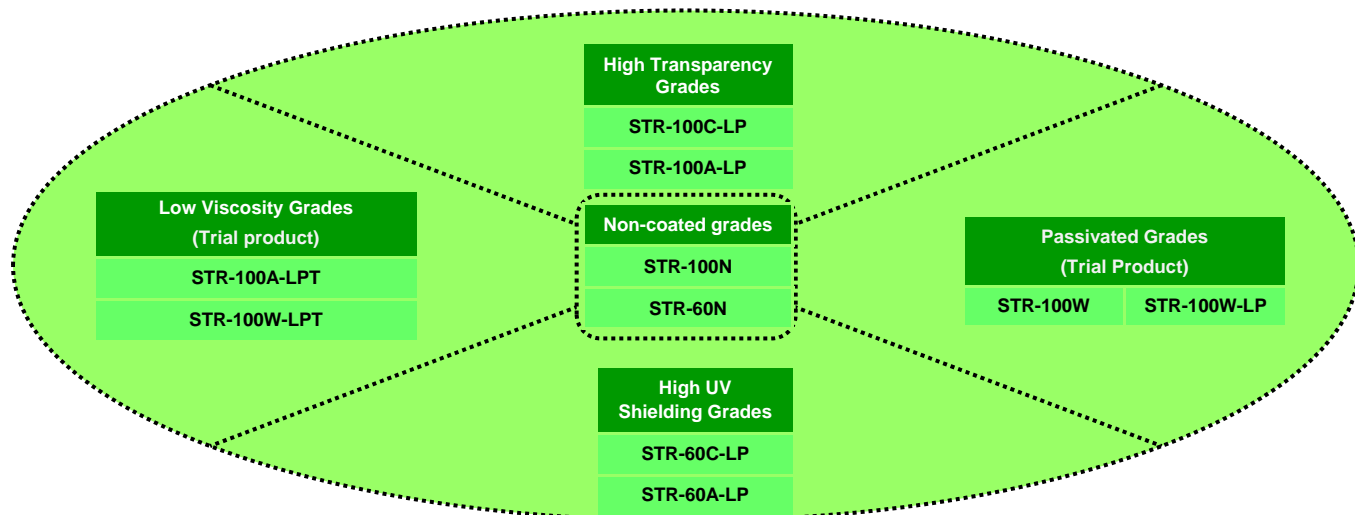 High Transparency
Grades
STR-100C-LP
STR-100A-LP
Low Viscosity Grades
(Trial product)
STR-100A-LPT
STR-100W-LPT
Non-coated grades
STR-100N
STR-60N
Passivated Grades
(Trial Product)
STR-100W STR-100W-LP
High UV
Shielding Grades
STR-60C-LP
STR-60A-LP